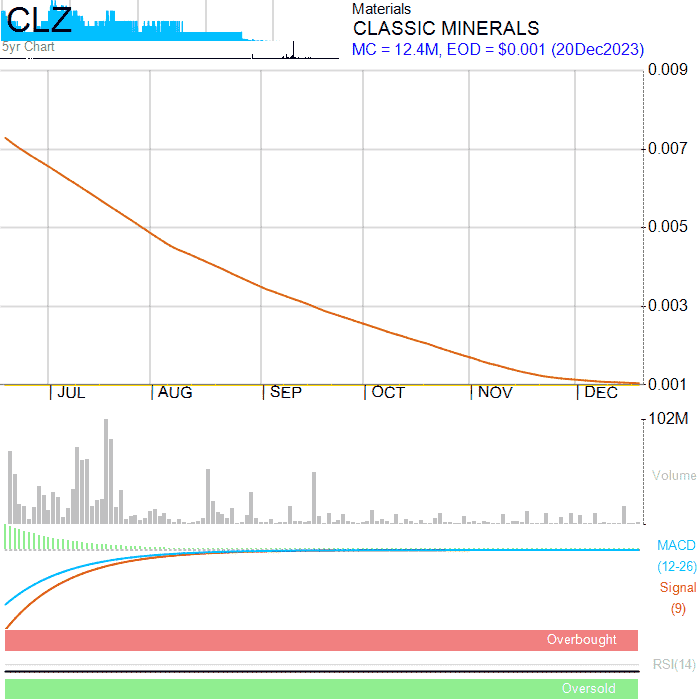 CLZ
5yr Chart
Materials
CLASSIC MINERALS
MC = 12.4M, EOD = $0.001 (20Dec2023)
0.009
0.007
0.005
0.003
0.001
JUL AUG SEP OCT NOV DEC
102M
Volume
MACD
(12-26)
Signal
(9)
Overbought
RSI(14)
Oversold